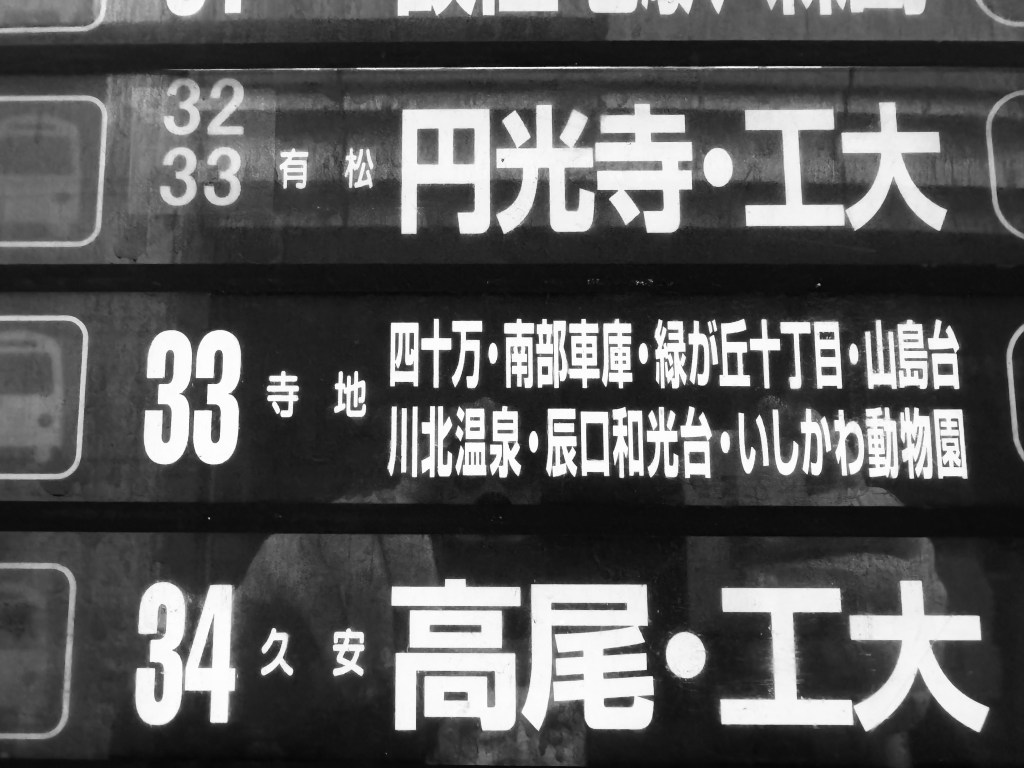 32
33 有松 円光寺・工大
33 寺地 四十万・南部車庫・緑が丘十丁目・山島台
川北温泉・辰口和光台・いしかわ動物園
34 久安 高尾・工大